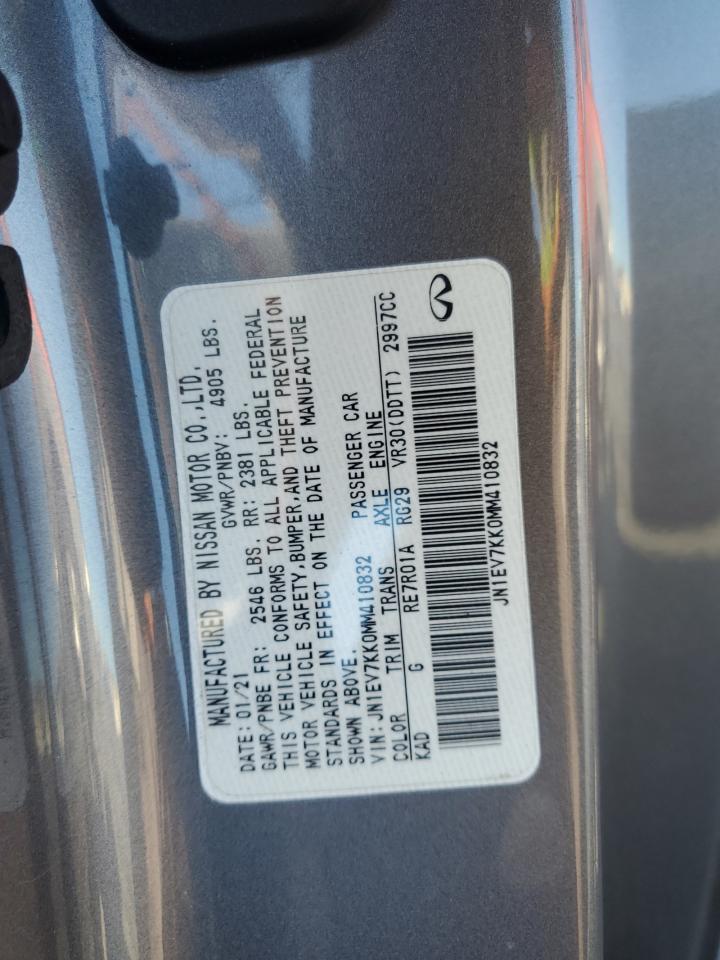 MANUFACTURED BY NISSAN MOTOR CO.,LTD.
DATE: 01/21 GVWR/PNBV: 4905 LBS.
GAWR/PNBE FR: 2546 LBS. RR: 2381 LBS.
THIS VEHICLE CONFORMS TO ALL APPLICABLE FEDERAL
MOTOR VEHICLE SAFETY,BUMPER,AND THEFT PREVENTION
STANDARDS IN EFFECT ON THE DATE OF MANUFACTURE
SHOWN ABOVE.
VIN:JN1EV7KK0MM410832 PASSENGER CAR
COLOR TRIM TRANS AXLE ENGINE
KAD G RE7R01A RG29 VR30(DDTT) 2997CC
JN1EV7KK0MM410832